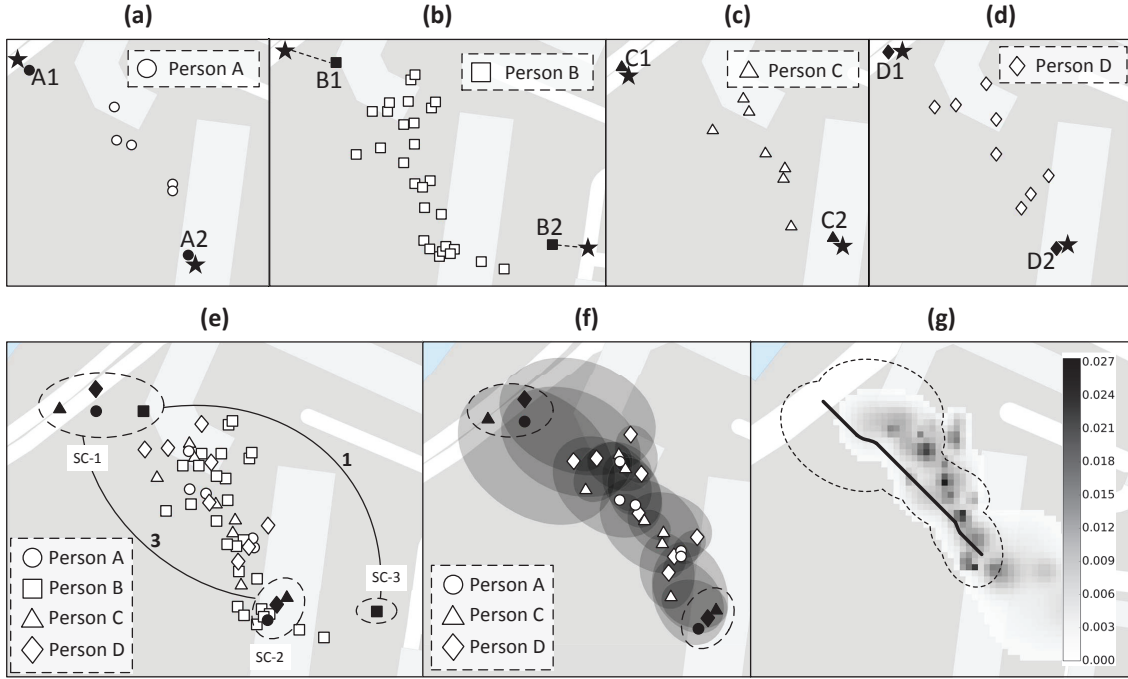 (a) (b) (c) (d)
A1 Person A
B1 Person B
C1 Person C
D1 Person D
A2
B2
C2
D2
(e) (f) (g)
SC-1
1
3
SC-3
SC-2
Person A
Person B
Person C
Person D
Person A
Person C
Person D
0.027
0.024
0.021
0.018
0.015
0.012
0.009
0.006
0.003
0.000